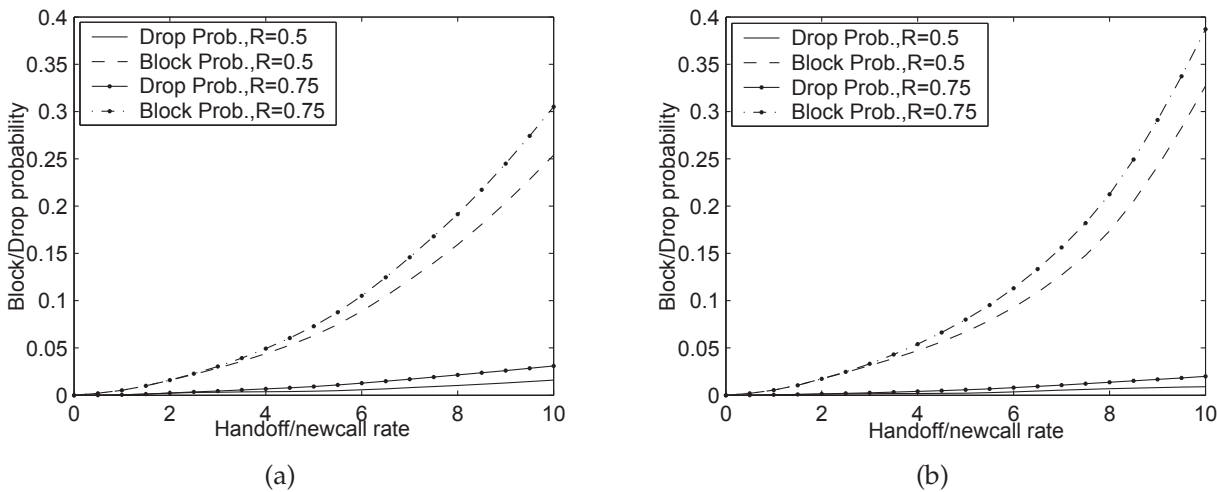 0.4
0.35
0.3
0.25
0.2
0.15
0.1
0.05
0
Block/Drop probability
Drop Prob.,R=0.5
Block Prob.,R=0.5
Drop Prob.,R=0.75
Block Prob.,R=0.75
0 2 4 6 8 10
Handoff/newcall rate
(a)
0.4
0.35
0.3
0.25
0.2
0.15
0.1
0.05
0
Block/Drop probability
Drop Prob.,R=0.5
Block Prob.,R=0.5
Drop Prob.,R=0.75
Block Prob.,R=0.75
0 2 4 6 8 10
Handoff/newcall rate
(b)